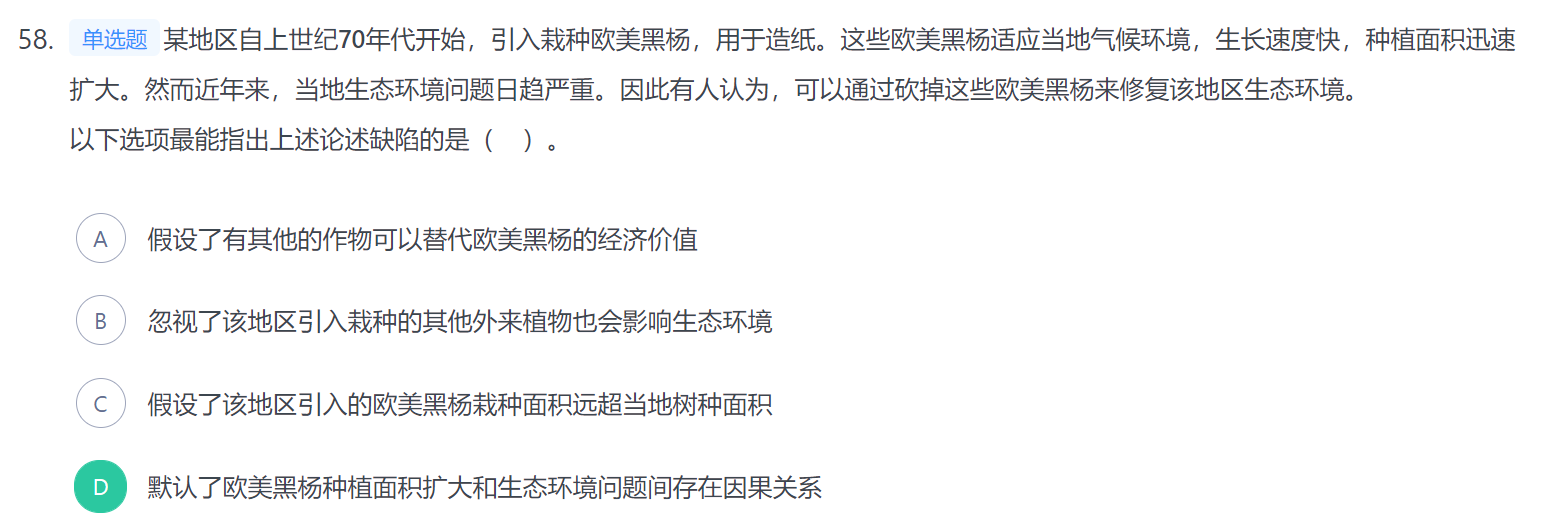 58. 单选题 某地区自上世纪70年代开始，引入栽种欧美黑杨，用于造纸。这些欧美黑杨适应当地气候环境，生长速度快，种植面积迅速
扩大。然而近年来，当地生态环境问题日趋严重。因此有人认为，可以通过砍掉这些欧美黑杨来修复该地区生态环境。
以下选项最能指出上述论述缺陷的是（　）。
A 假设了有其他的作物可以替代欧美黑杨的经济价值
B 忽视了该地区引入栽种的其他外来植物也会影响生态环境
C 假设了该地区引入的欧美黑杨栽种面积远超当地树种面积
D 默认了欧美黑杨种植面积扩大和生态环境问题间存在因果关系